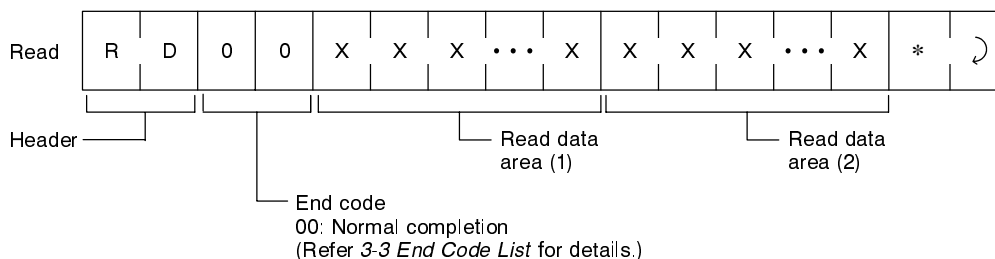 Read R D 0 0 X X X ••• X X X X ••• X *
Header
Read data
area (1)
Read data
area (2)
End code
00: Normal completion
(Refer 3-3 End Code List for details.)